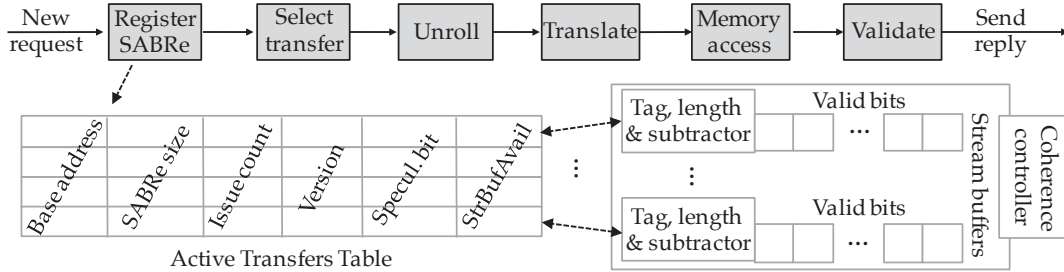 New
request
Register
SABRe
Select
transfer
Unroll
Translate
Memory
access
Validate
Send
reply
Base address
SABRe size
Issue count
Version
Specul. bit
StrBufAvail
Active Transfers Table
Tag, length
& subtractor
Valid bits
...
...
...
Tag, length
& subtractor
Valid bits
...
Stream buffers
Coherence
controller